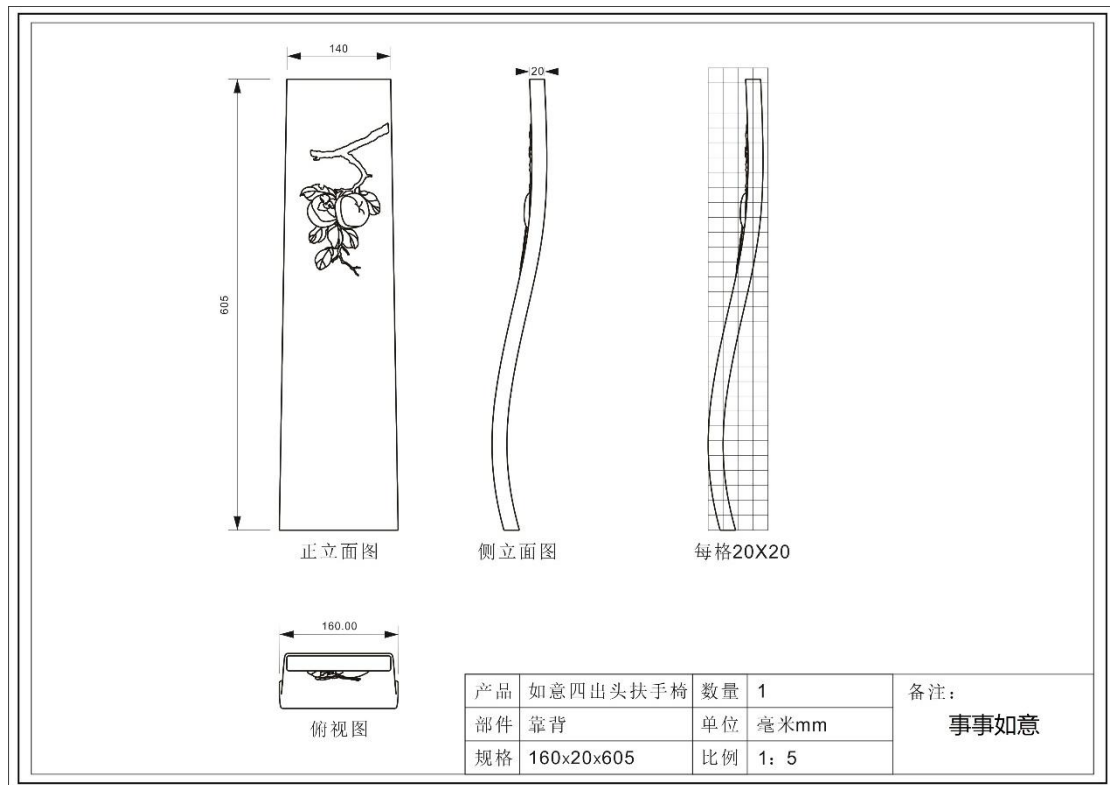 140
20
605
正立面图
侧立面图
每格20X20
160.00
俯视图
产品 如意四出头扶手椅 数量 1
部件 靠背 单位 毫米mm
规格 160x20x605 比例 1：5
备注：
事事如意